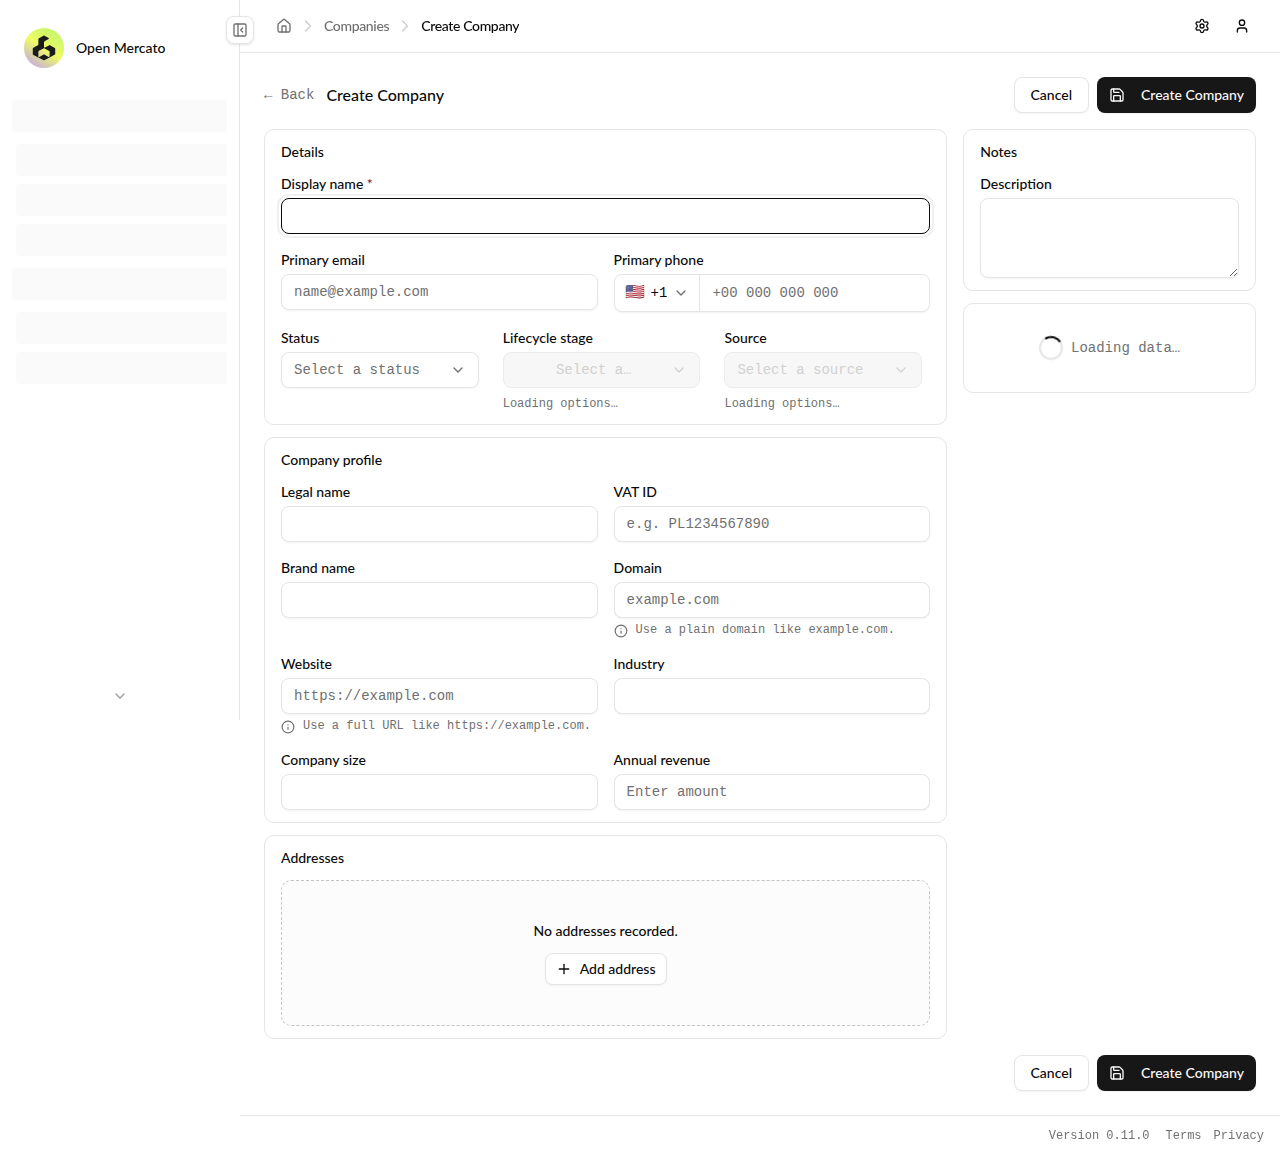 Open Mercato
Companies
Create Company
← Back
Create Company
Cancel
Create Company
Details
Display name *
Primary email
name@example.com
Primary phone
+1
+00 000 000 000
Status
Select a status
Lifecycle stage
Select a…
Loading options…
Source
Select a source
Loading options…
Notes
Description
Loading data…
Company profile
Legal name
VAT ID
e.g. PL1234567890
Brand name
Domain
example.com
Use a plain domain like example.com.
Website
https://example.com
Use a full URL like https://example.com.
Industry
Company size
Annual revenue
Enter amount
Addresses
No addresses recorded.
Add address
Cancel
Create Company
Version 0.11.0
Terms
Privacy